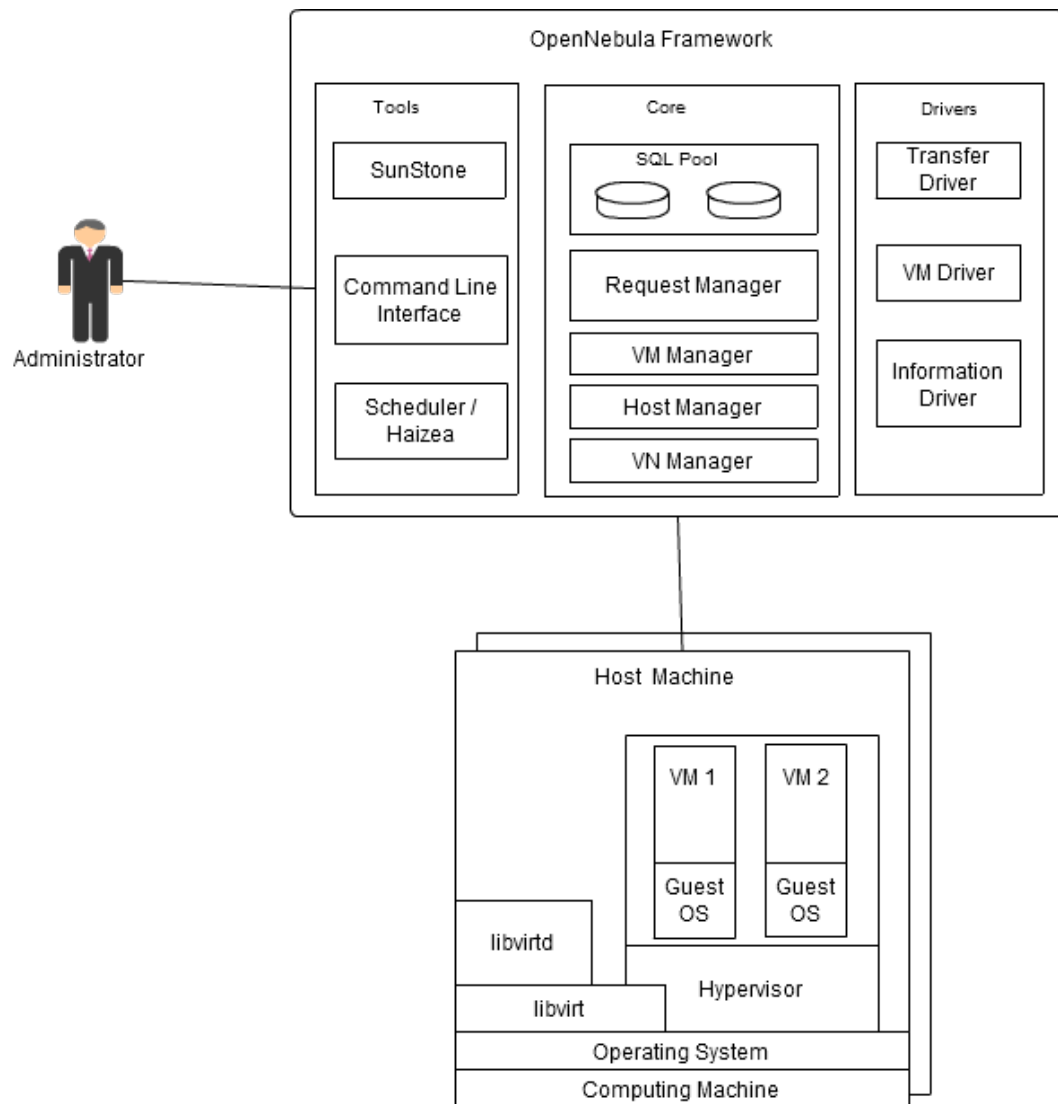 OpenNebula Framework
Tools
SunStone
Command Line
Interface
Scheduler /
Haizea
Core
SQL Pool
Request Manager
VM Manager
Host Manager
VN Manager
Drivers
Transfer
Driver
VM Driver
Information
Driver
Administrator
Host Machine
VM 1
Guest
OS
VM 2
Guest
OS
libvirtd
libvirt
Hypervisor
Operating System
Computing Machine